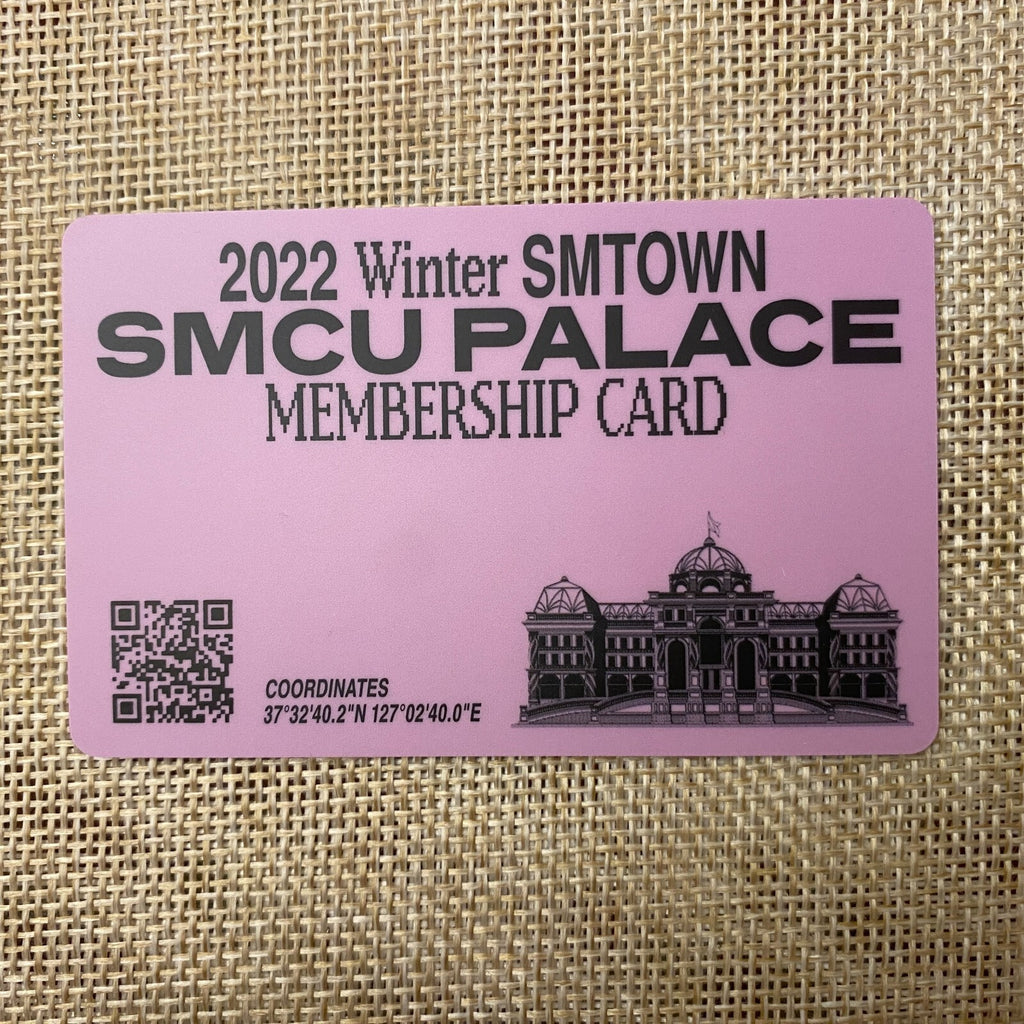 2022 Winter SMTOWN
SMCU PALACE
MEMBERSHIP CARD
COORDINATES
37°32'40.2"N 127°02'40.0"E